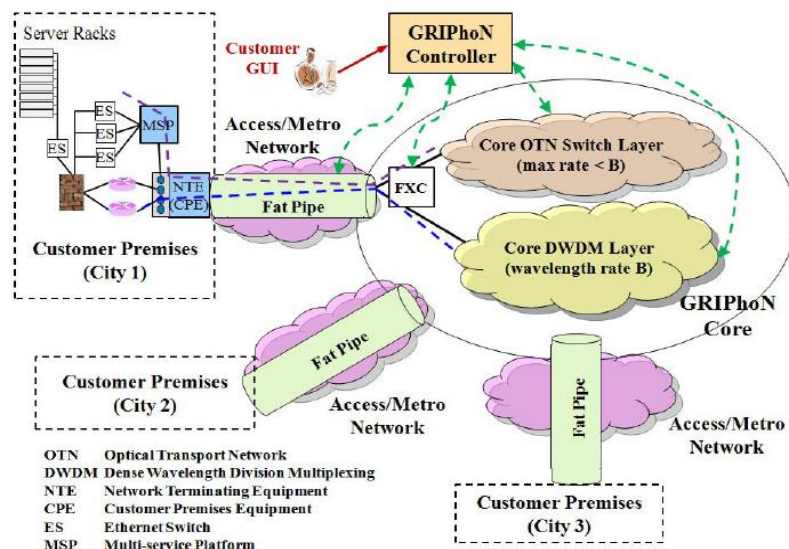 Server Racks
ES
ES
ES
ES
MSP
NTE
(CPE)
Customer Premises
(City 1)
Customer
GUI
GRIPhoN
Controller
Access/Metro
Network
Fat Pipe
FXC
Core OTN Switch Layer
(max rate < B)
Core DWDM Layer
(wavelength rate B)
GRIPhoN
Core
Customer Premises
(City 2)
Fat Pipe
Access/Metro
Network
Fat Pipe
Access/Metro
Network
Customer Premises
(City 3)
OTN Optical Transport Network
DWDM Dense Wavelength Division Multiplexing
NTE Network Terminating Equipment
CPE Customer Premises Equipment
ES Ethernet Switch
MSP Multi-service Platform